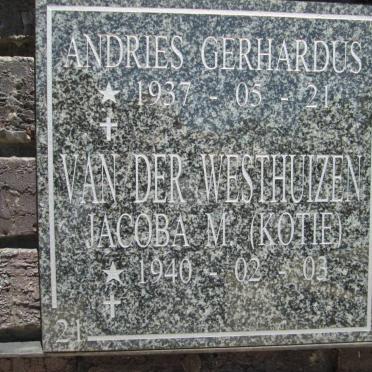 ANDRIES GERHARDUS
★ 1937 - 05 - 21
✝
VAN DER WESTHUIZEN
JACOBA M. (KOTIE)
★ 1940 - 02 - 03
✝
21